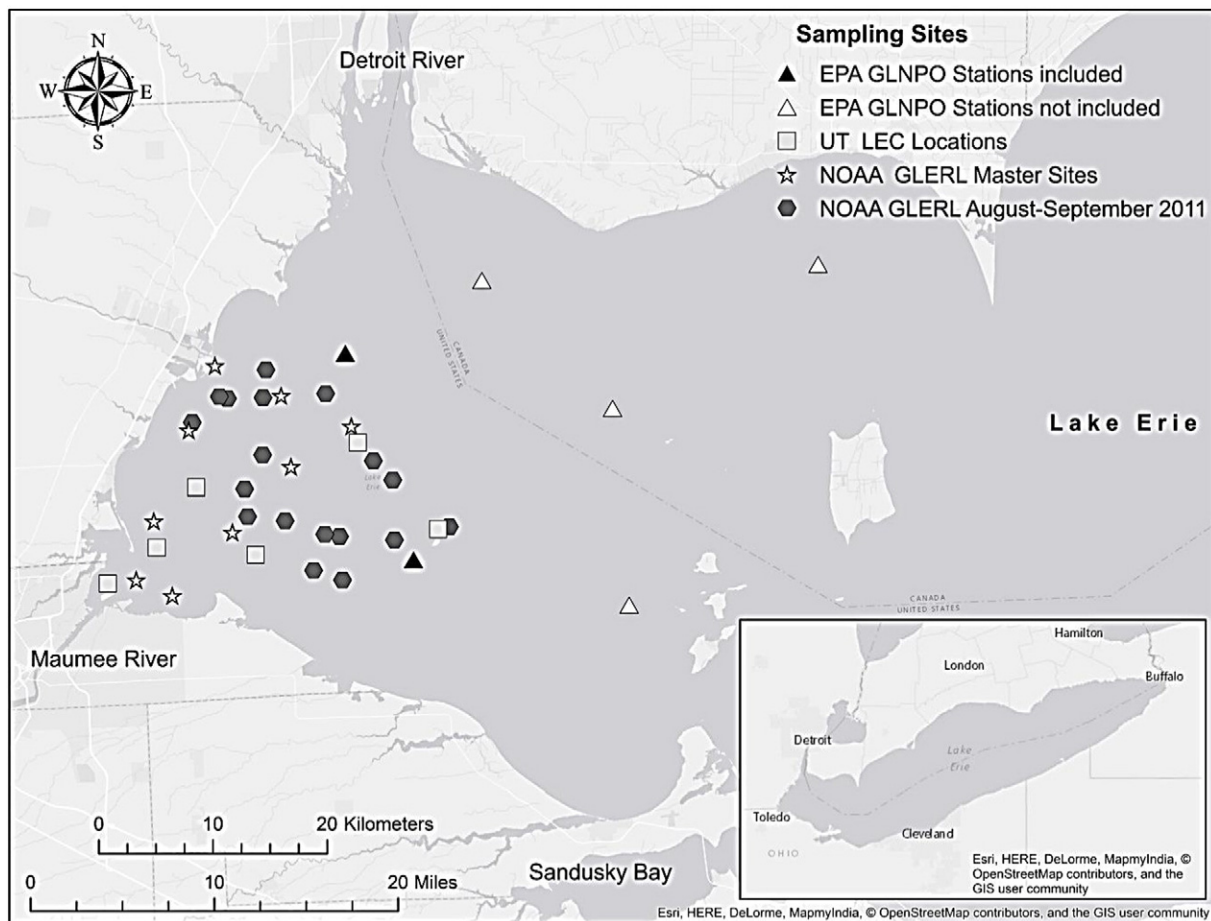 N
W
E
S
Detroit River
Sampling Sites
EPA GLNPO Stations included
EPA GLNPO Stations not included
UT LEC Locations
NOAA GLERL Master Sites
NOAA GLERL August-September 2011
CANADA
UNITED STATES
Lake Erie
Lake
Erie
CANADA
UNITED STATES
Maumee River
0 10 20 Kilometers
0 10 20 Miles
Sandusky Bay
Hamilton
London
Buffalo
Detroit
Lake
Erie
Toledo
Cleveland
OHIO
Esri, HERE, DeLorme, MapmyIndia, ©
OpenStreetMap contributors, and the
GIS user community
Esri, HERE, DeLorme, MapmyIndia, © OpenStreetMap contributors, and the GIS user community